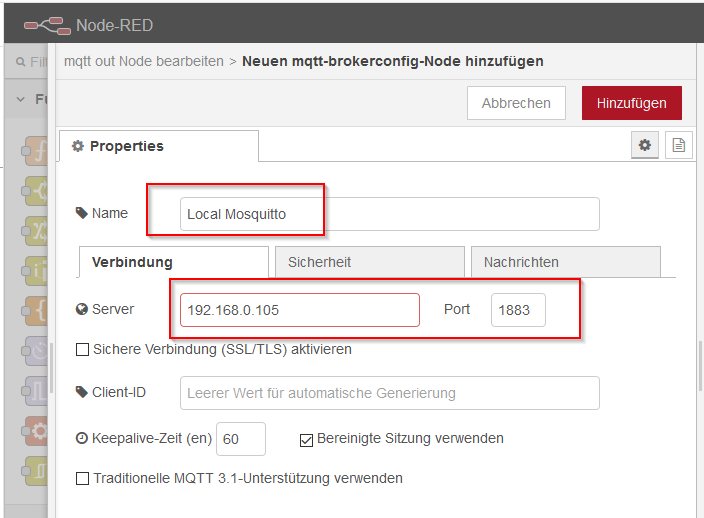 Node-RED
Filt
mqtt out Node bearbeiten > Neuen mqtt-brokerconfig-Node hinzufügen
Abbrechen Hinzufügen
Fu
Properties
Name Local Mosquitto
Verbindung Sicherheit Nachrichten
Server 192.168.0.105 Port 1883
Sichere Verbindung (SSL/TLS) aktivieren
Client-ID Leerer Wert für automatische Generierung
Keepalive-Zeit (en) 60 Bereinigte Sitzung verwenden
Traditionelle MQTT 3.1-Unterstützung verwenden